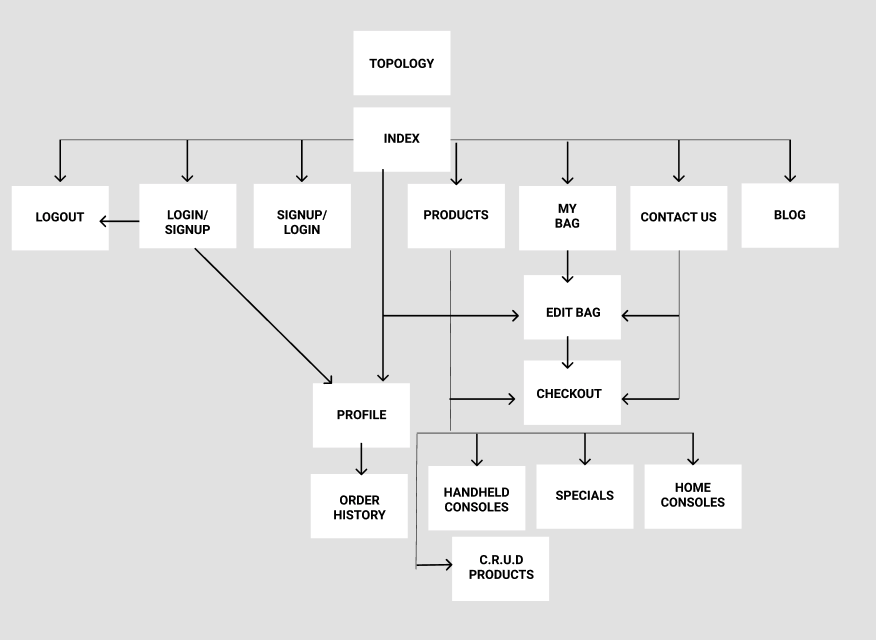 TOPOLOGY
INDEX
LOGOUT
LOGIN/
SIGNUP
SIGNUP/
LOGIN
PRODUCTS
MY
BAG
CONTACT US
BLOG
EDIT BAG
CHECKOUT
PROFILE
ORDER
HISTORY
HANDHELD
CONSOLES
SPECIALS
HOME
CONSOLES
C.R.U.D
PRODUCTS